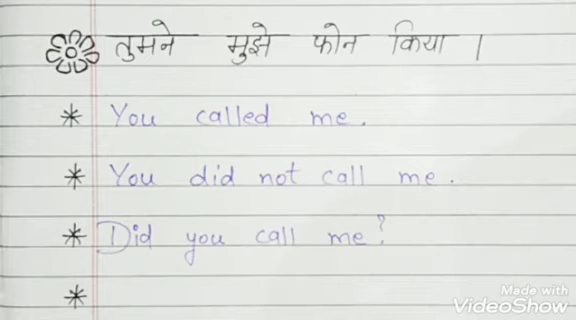 तुमने मुझे फोन किया ।
* You called me.
* You did not call me.
* Did you call me?
*
Made with
VideoShow